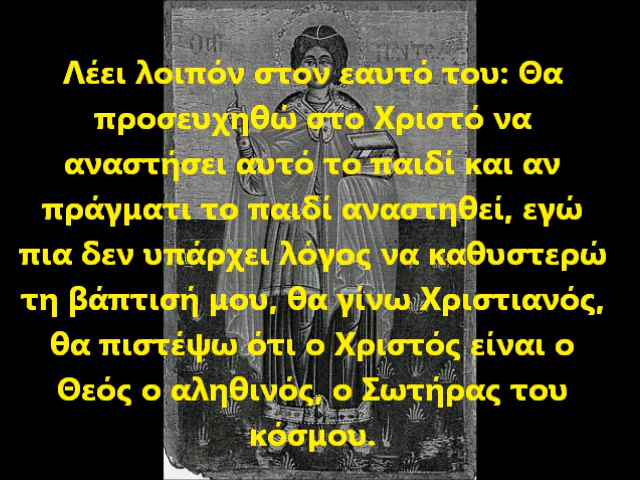 Ο ΑΓΙ
ΠΑΝΤΕΛ
Λέει λοιπόν στον εαυτό του: Θα
προσευχηθώ στο Χριστό να
αναστήσει αυτό το παιδί και αν
πράγματι το παιδί αναστηθεί, εγώ
πια δεν υπάρχει λόγος να καθυστερώ
τη βάπτισή μου, θα γίνω Χριστιανός,
θα πιστέψω ότι ο Χριστός είναι ο
Θεός ο αληθινός, ο Σωτήρας του
κόσμου.